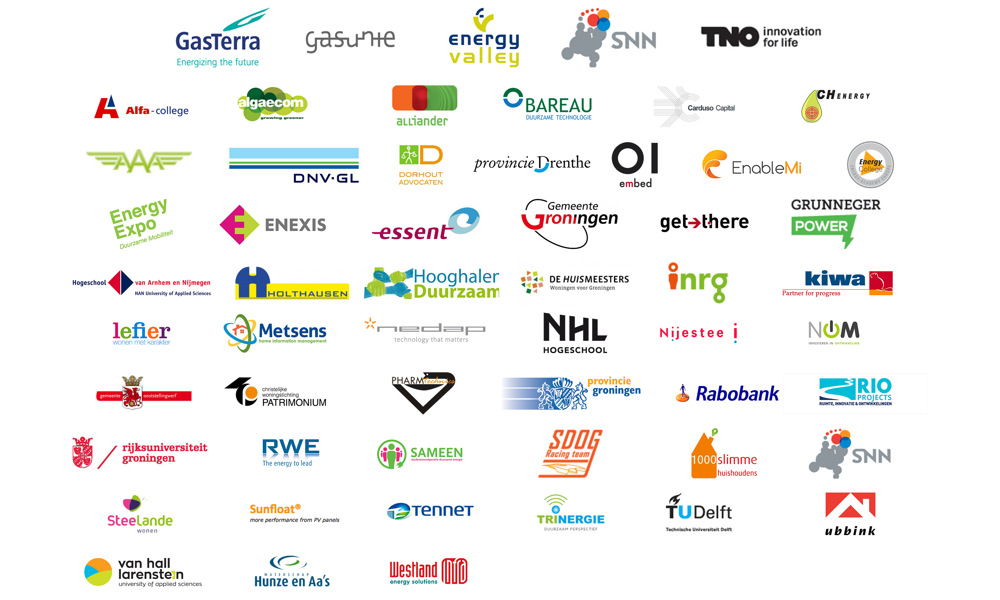 GasTerra
Energizing the future
gasunie
energy
valley
SNN
TNO innovation
for life
Alfa-college
algaecom
growing greener
alliander
BAREAU
DUURZAME TECHNOLOGIE
Carduso Capital
CH ENERGY
AAA
DNV·GL
D
DORHOUT
ADVOCATEN
provincie Drenthe
embed
EnableMi
Energy
College
ENERGY ACADEMY EUROPE
Energy
Expo
Duurzame Mobiliteit
ENEXIS
essent
Gemeente
Groningen
get there
GRUNNEGER
POWER
Hogeschool van Arnhem en Nijmegen
HAN University of Applied Sciences
H HOLTHAUSEN
Hooghaler
Duurzaam
DE HUISMEESTERS
Woningen voor Groningen
inrg
kiwa
Partner for progress
lefier
wonen met karakter
Metsens
home information management
nedap
technology that matters
NHL
HOGESCHOOL
Nijestee
NOM
INVESTEREN IN ONTWIKKELING
gemeente ooststellingwerf
christelijke
woningstichting
PATRIMONIUM
PHARMtechnics
provincie
groningen
Rabobank
RIO
PROJECTS
RUIMTE, INNOVATIE & ONTWIKKELINGEN
rijksuniversiteit
groningen
RWE
The energy to lead
SAMEEN
studentencoöperatie duurzame energie
SDOG
Racing team
1000slimme
huishoudens
SNN
SteeLande
wonen
Sunfloat®
more performance from PV panels
TenneT
TRINERGIE
DUURZAAM PERSPECTIEF
TUDelft
Technische Universiteit Delft
ubbink
van hall
larenstein
university of applied sciences
WATERSCHAP
Hunze en Aa's
Westland Infra
energy solutions